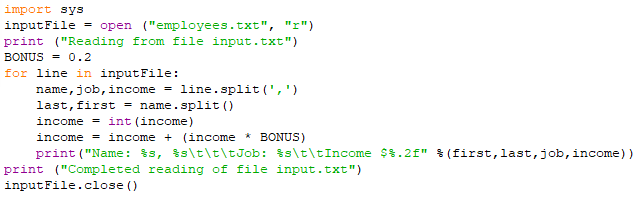 import sys
inputFile = open ("employees.txt", "r")
print ("Reading from file input.txt")
BONUS = 0.2
for line in inputFile:
    name,job,income = line.split(',')
    last,first = name.split()
    income = int(income)
    income = income + (income * BONUS)
    print("Name: %s, %s\t\t\tJob: %s\t\tIncome $%.2f" %(first,last,job,income))
print ("Completed reading of file input.txt")
inputFile.close()